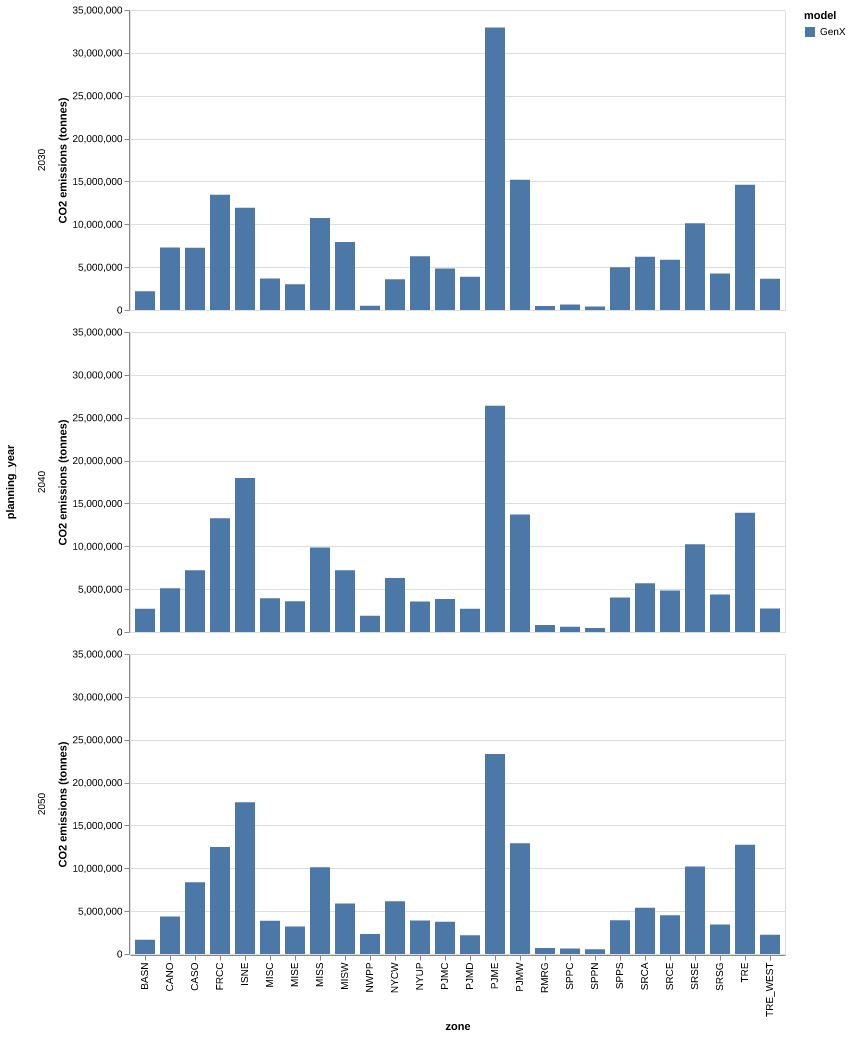 model
GenX
planning_year
2030
CO2 emissions (tonnes)
35,000,000
30,000,000
25,000,000
20,000,000
15,000,000
10,000,000
5,000,000
0
2040
CO2 emissions (tonnes)
35,000,000
30,000,000
25,000,000
20,000,000
15,000,000
10,000,000
5,000,000
0
2050
CO2 emissions (tonnes)
35,000,000
30,000,000
25,000,000
20,000,000
15,000,000
10,000,000
5,000,000
0
BASN
CANO
CASO
FRCC
ISNE
MISC
MISE
MISS
MISW
NWPP
NYCW
NYUP
PJMC
PJMD
PJME
PJMW
RMRG
SPPC
SPPN
SPPS
SRCA
SRCE
SRSE
SRSG
TRE
TRE_WEST
zone